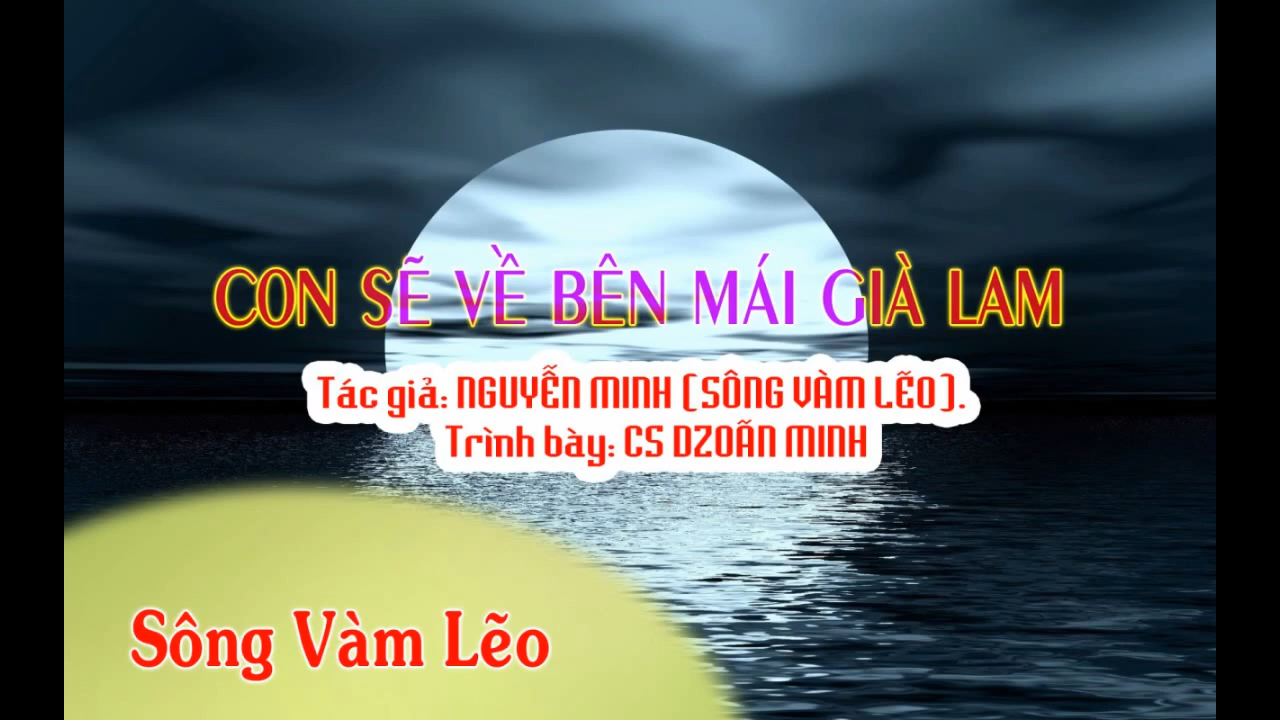 CON SẼ VỀ BÊN MÁI GIÀ LAM
Tác giả: NGUYỄN MINH (SÔNG VÀM LẼO).
Trình bày: CS DZOÃN MINH
Sông Vàm Lẽo